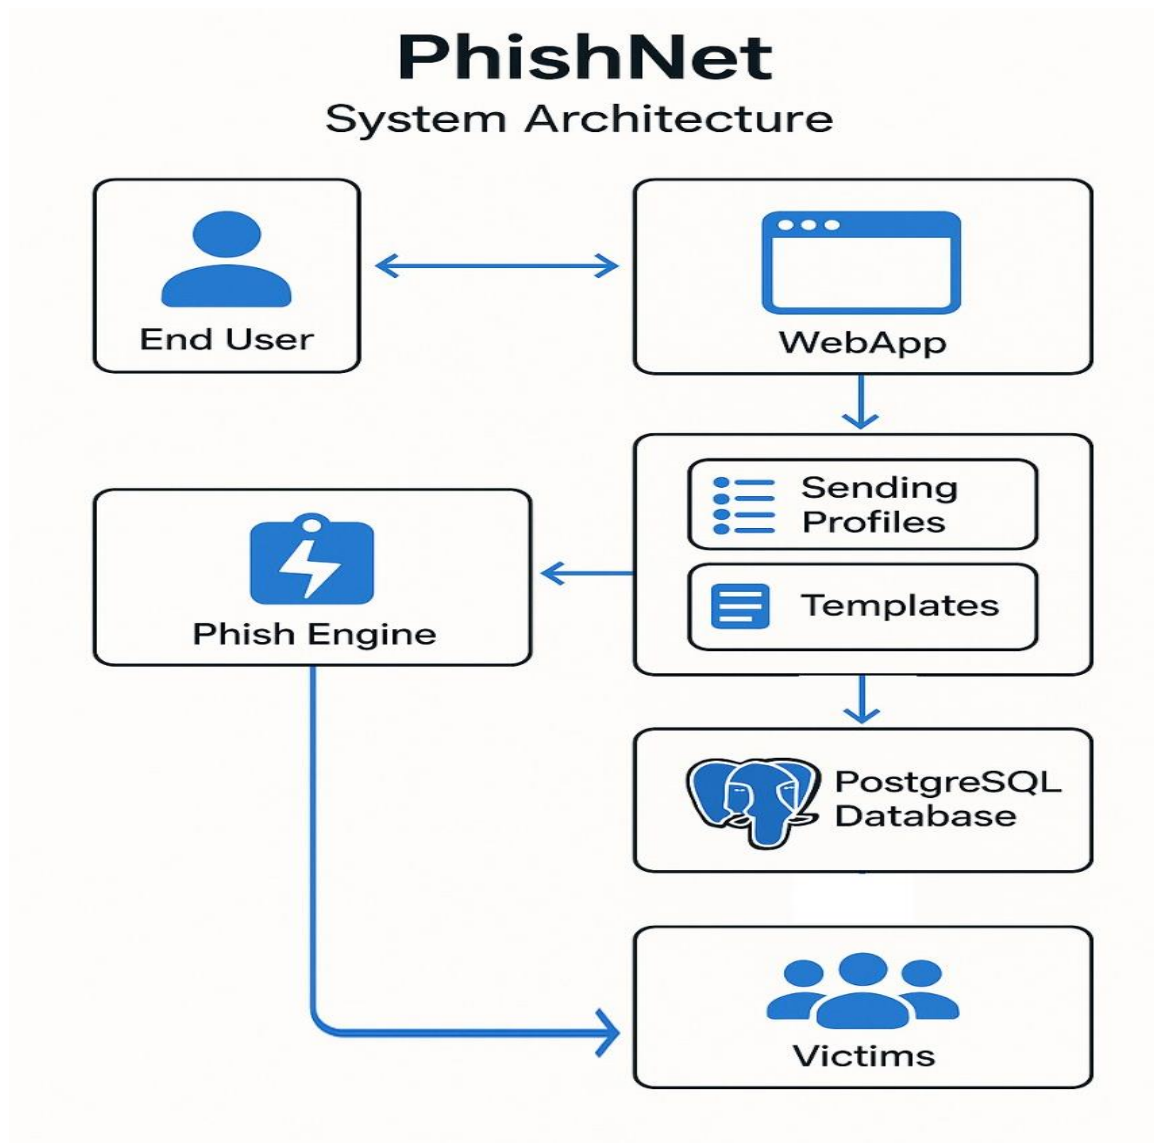 PhishNet
System Architecture
End User
WebApp
Sending
Profiles
Templates
Phish Engine
PostgreSQL
Database
Victims